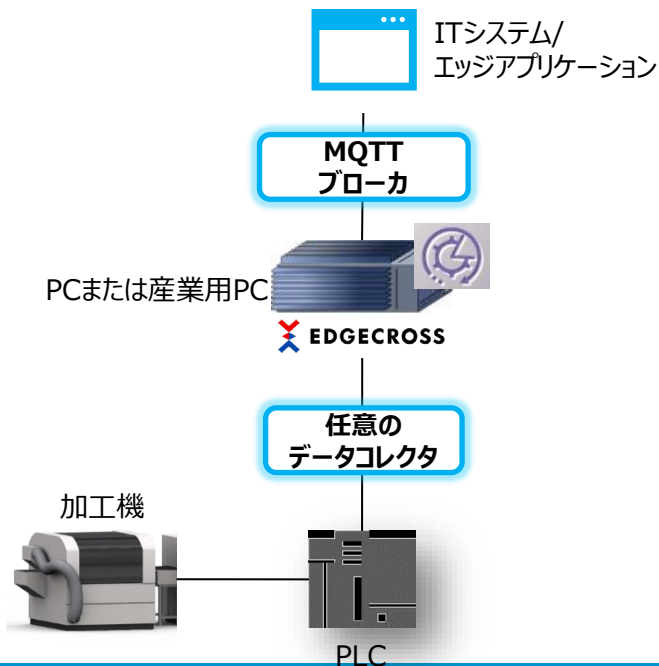 ITシステム/
エッジアプリケーション
MQTT
ブローカ
PCまたは産業用PC
EDGECROSS
任意の
データコレクタ
加工機
PLC